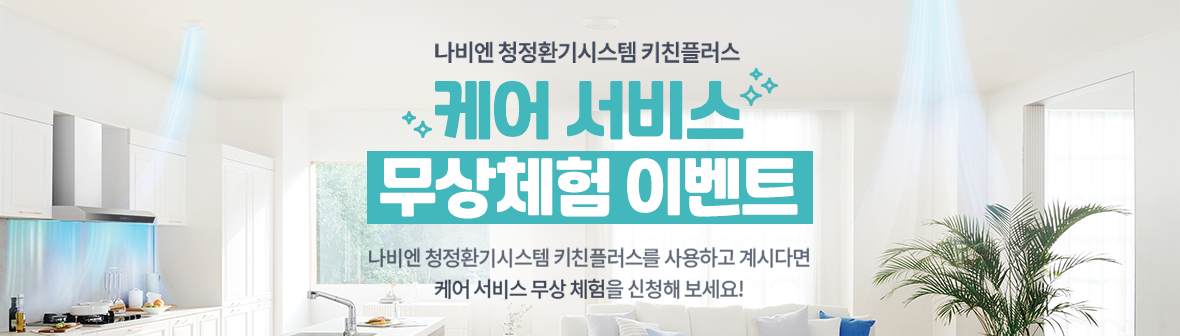 나비엔 청정환기시스템 키친플러스
케어 서비스
무상체험 이벤트
나비엔 청정환기시스템 키친플러스를 사용하고 계시다면
케어 서비스 무상 체험을 신청해 보세요!